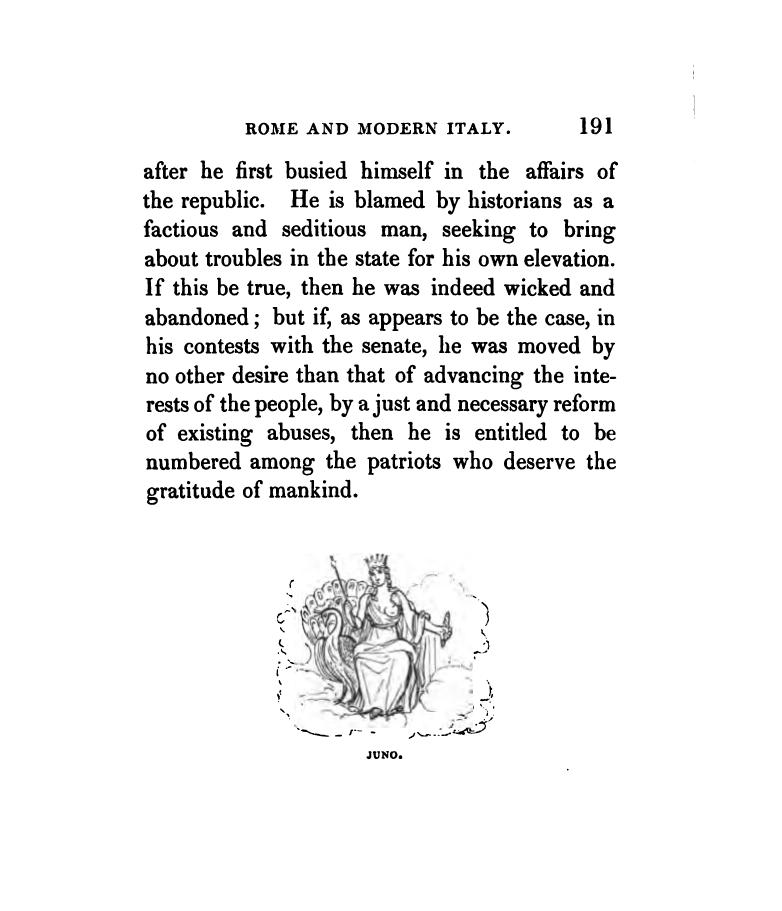 ROME AND MODERN ITALY. 191
after he first busied himself in the affairs of
the republic. He is blamed by historians as a
factious and seditious man, seeking to bring
about troubles in the state for his own elevation.
If this be true, then he was indeed wicked and
abandoned; but if, as appears to be the case, in
his contests with the senate, he was moved by
no other desire than that of advancing the inte-
rests of the people, by a just and necessary reform
of existing abuses, then he is entitled to be
numbered among the patriots who deserve the
gratitude of mankind.
JUNO.